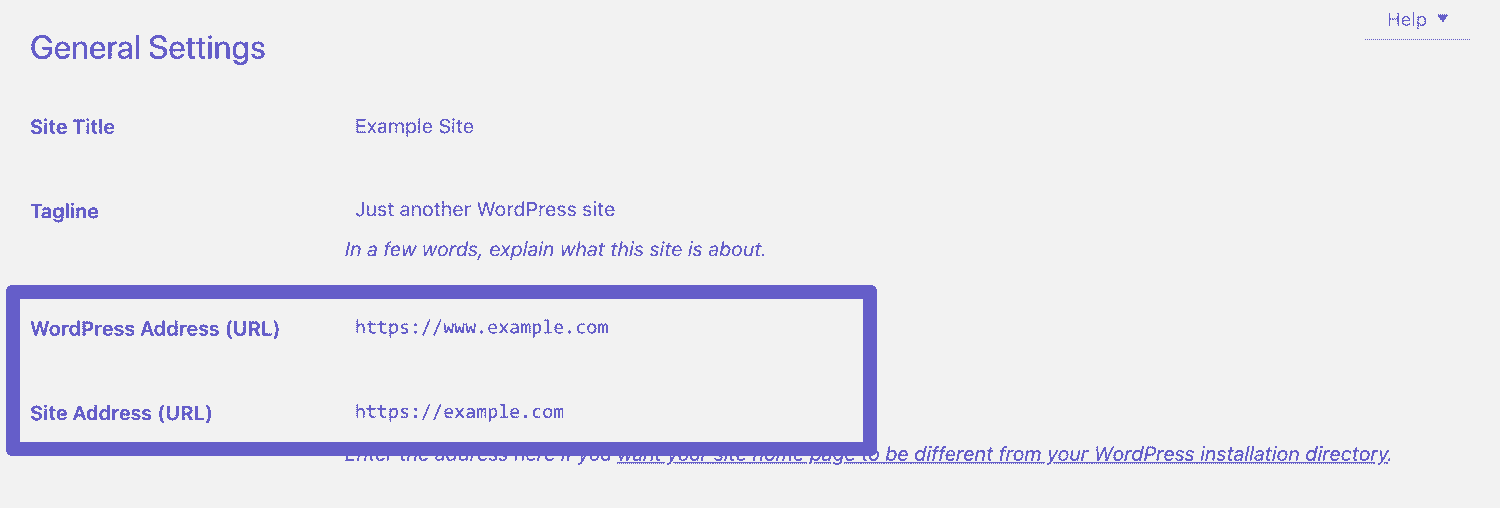 Help ▼
General Settings
Site Title Example Site
Tagline Just another WordPress site
In a few words, explain what this site is about.
WordPress Address (URL) https://www.example.com
Site Address (URL) https://example.com
Enter the address here if you want your site home page to be different from your WordPress installation directory.